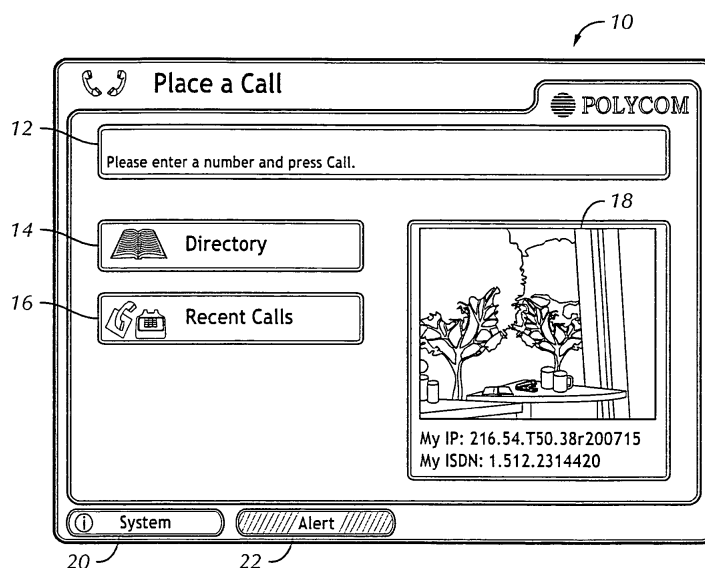 10
Place a Call
POLYCOM
12
Please enter a number and press Call.
18
14
Directory
16
Recent Calls
My IP: 216.54.T50.38r200715
My ISDN: 1.512.2314420
System
Alert
20
22